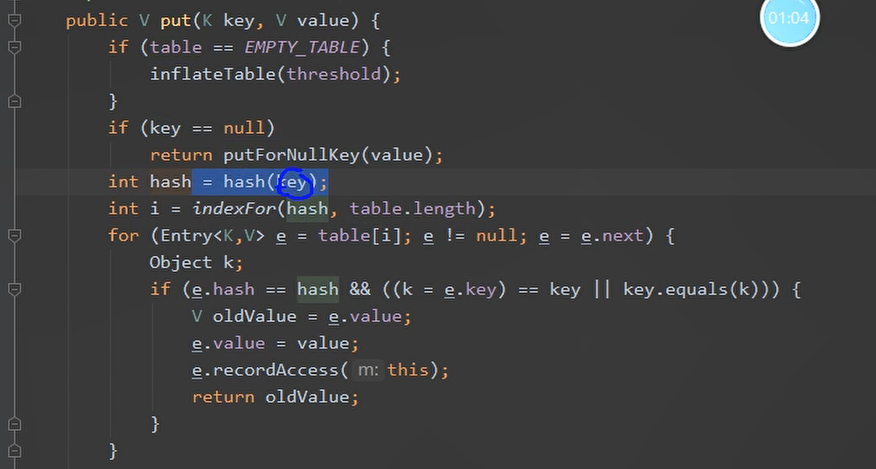 01:04
public V put(K key, V value) {
    if (table == EMPTY_TABLE) {
        inflateTable(threshold);
    }
    if (key == null)
        return putForNullKey(value);
    int hash = hash(key);
    int i = indexFor(hash, table.length);
    for (Entry<K,V> e = table[i]; e != null; e = e.next) {
        Object k;
        if (e.hash == hash && ((k = e.key) == key || key.equals(k))) {
            V oldValue = e.value;
            e.value = value;
            e.recordAccess( m: this);
            return oldValue;
        }
    }